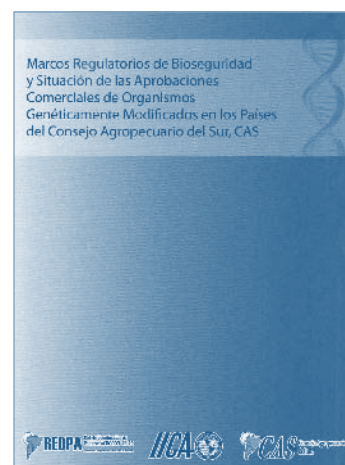 Marcos Regulatorios de Bioseguridad
y Situación de las Aprobaciones
Comerciales de Organismos
Genéticamente Modificados en los Países
del Consejo Agropecuario del Sur, CAS
REDPA
IICA
CAS